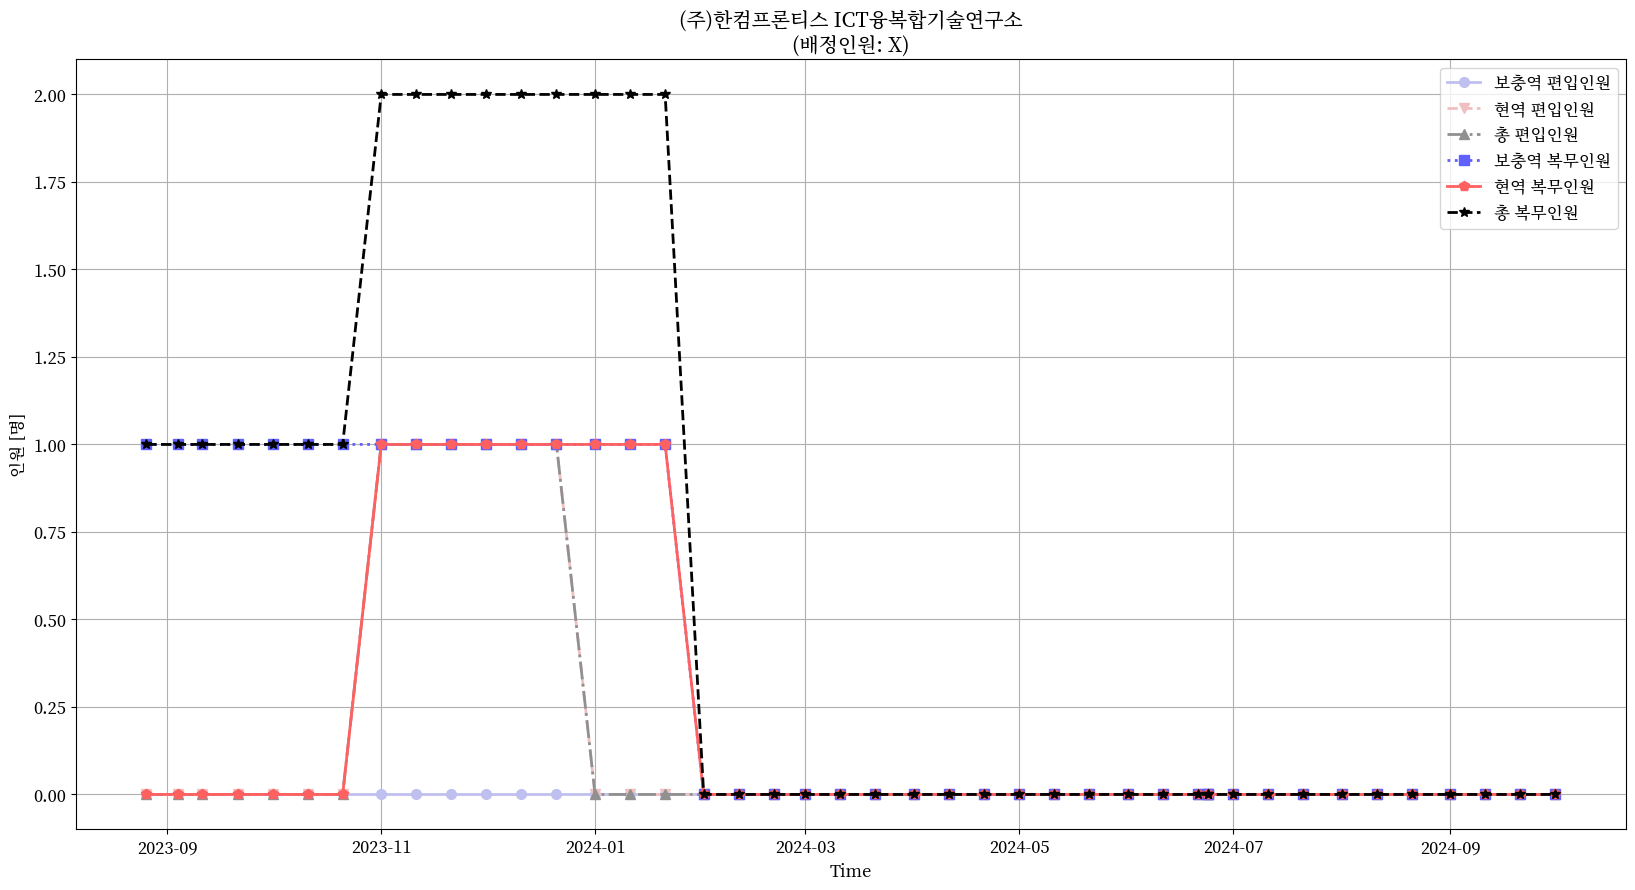 (주)한컴프론티스 ICT융복합기술연구소
(배정인원: X)
보충역 편입인원
현역 편입인원
총 편입인원
보충역 복무인원
현역 복무인원
총 복무인원
인원 [명]
2.00
1.75
1.50
1.25
1.00
0.75
0.50
0.25
0.00
2023-09
2023-11
2024-01
2024-03
2024-05
2024-07
2024-09
Time